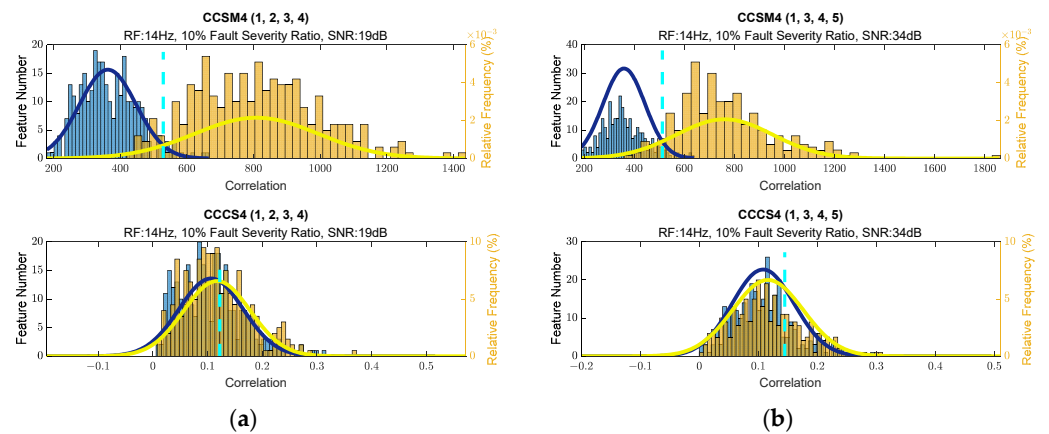 CCSM4 (1, 2, 3, 4)
RF:14Hz, 10% Fault Severity Ratio, SNR:19dB
×10⁻³
20
15
10
5
0
Feature Number
6
4
2
0
Relative Frequency (%)
200 400 600 800 1000 1200 1400
Correlation
CCSM4 (1, 3, 4, 5)
RF:14Hz, 10% Fault Severity Ratio, SNR:34dB
×10⁻³
40
30
20
10
0
Feature Number
6
4
2
0
Relative Frequency (%)
200 400 600 800 1000 1200 1400 1600 1800
Correlation
CCCS4 (1, 2, 3, 4)
RF:14Hz, 10% Fault Severity Ratio, SNR:19dB
20
15
10
5
0
Feature Number
10
5
0
Relative Frequency (%)
-0.1 0 0.1 0.2 0.3 0.4 0.5
Correlation
CCCS4 (1, 3, 4, 5)
RF:14Hz, 10% Fault Severity Ratio, SNR:34dB
30
20
10
0
Feature Number
10
5
0
Relative Frequency (%)
-0.2 -0.1 0 0.1 0.2 0.3 0.4 0.5
Correlation
(a)
(b)